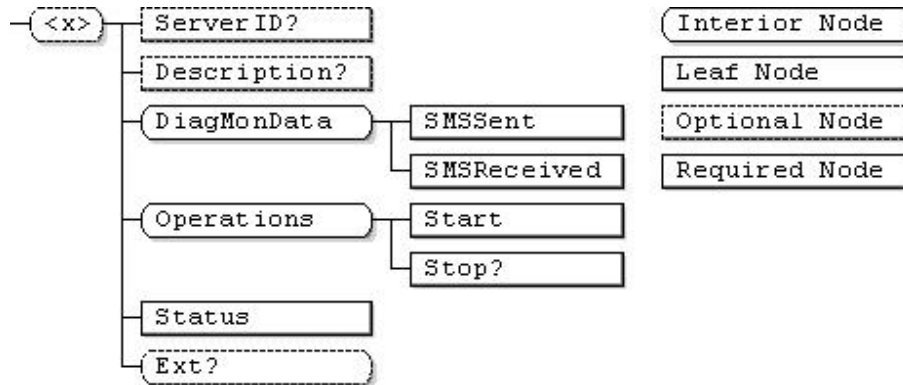 <x>
ServerID?
Description?
DiagMonData
SMSSent
SMSReceived
Operations
Start
Stop?
Status
Ext?
Interior Node
Leaf Node
Optional Node
Required Node